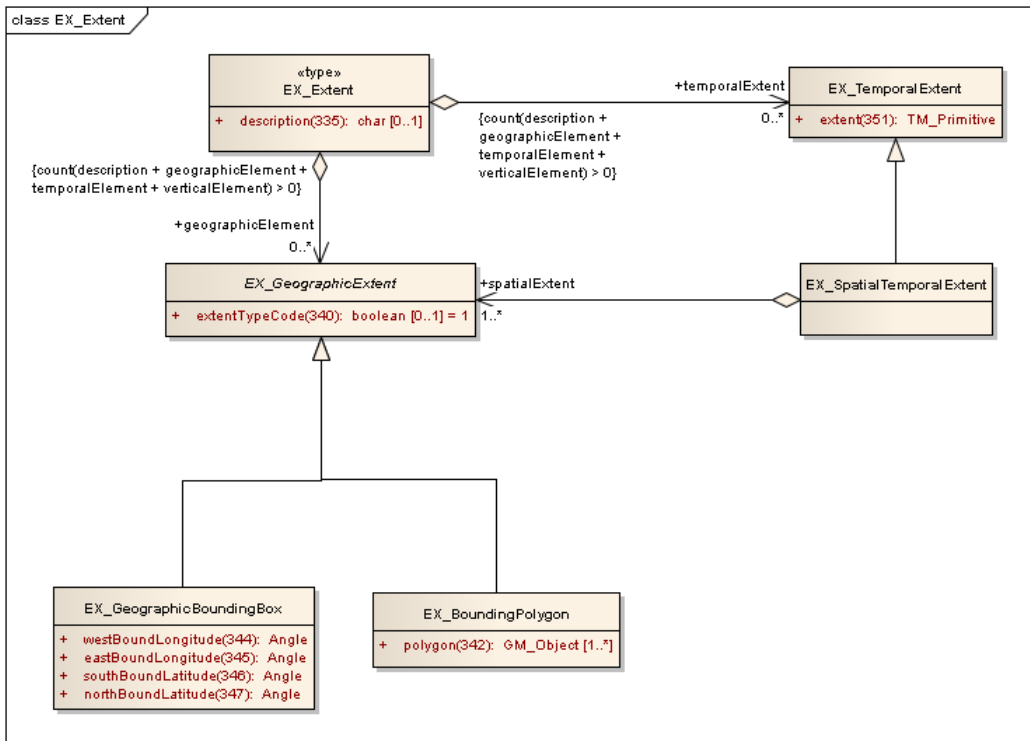 class EX_Extent
«type»
EX_Extent
+ description(335): char [0..1]
+temporalExtent
0..*
{count(description +
geographicElement +
temporalElement +
verticalElement) > 0}
EX_TemporalExtent
+ extent(351): TM_Primitive
{count(description + geographicElement +
temporalElement + verticalElement) > 0}
+geographicElement
0..*
EX_GeographicExtent
+ extentTypeCode(340): boolean [0..1] = 1
+spatialExtent
1..*
EX_SpatialTemporalExtent
EX_GeographicBoundingBox
+ westBoundLongitude(344): Angle
+ eastBoundLongitude(345): Angle
+ southBoundLatitude(346): Angle
+ northBoundLatitude(347): Angle
EX_BoundingPolygon
+ polygon(342): GM_Object [1..*]